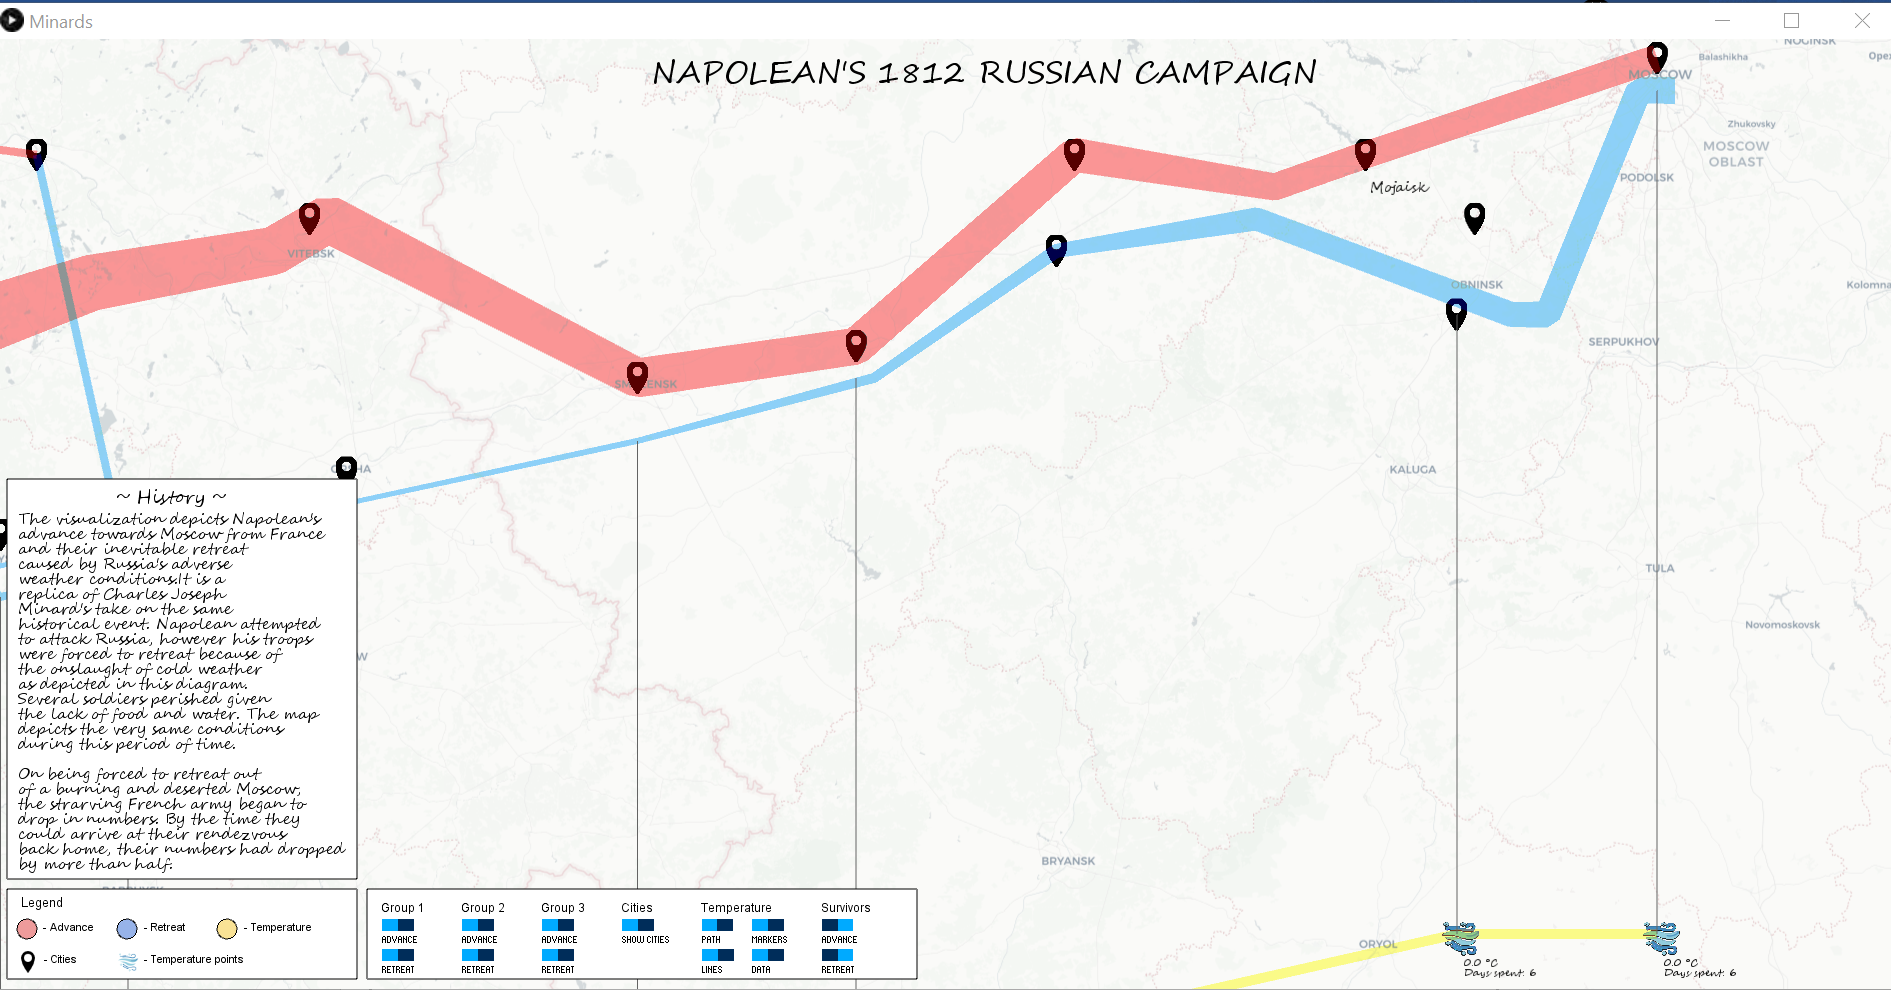 Minards
NAPOLEAN'S 1812 RUSSIAN CAMPAIGN
NOGINSK
Balashikha
MOSCOW
Zhukovsky
MOSCOW
OBLAST
PODOLSK
Mojaisk
VITEBSK
OBNINSK
Kolomna
SERPUKHOV
KALUGA
TULA
Novomoskovsk
BRYANSK
ORYOL
~ History ~
The visualization depicts Napolean's
advance towards Moscow from France
and their inevitable retreat
caused by Russia's adverse
weather conditions.It is a
replica of Charles Joseph
Minard's take on the same
historical event. Napolean attempted
to attack Russia, however his troops
were forced to retreat because of
the onslaught of cold weather
as depicted in this diagram.
Several soldiers perished given
the lack of food and water. The map
depicts the very same conditions
during this period of time.
On being forced to retreat out
of a burning and deserted Moscow,
the strarving French army began to
drop in numbers. By the time they
could arrive at their rendezvous
back home, their numbers had dropped
by more than half.
Legend
- Advance - Retreat - Temperature
- Cities - Temperature points
Group 1 Group 2 Group 3 Cities Temperature Survivors
ADVANCE ADVANCE ADVANCE SHOW CITIES PATH MARKERS ADVANCE
RETREAT RETREAT RETREAT LINES DATA RETREAT
0.0 °C
Days spent: 6
0.0 °C
Days spent: 6